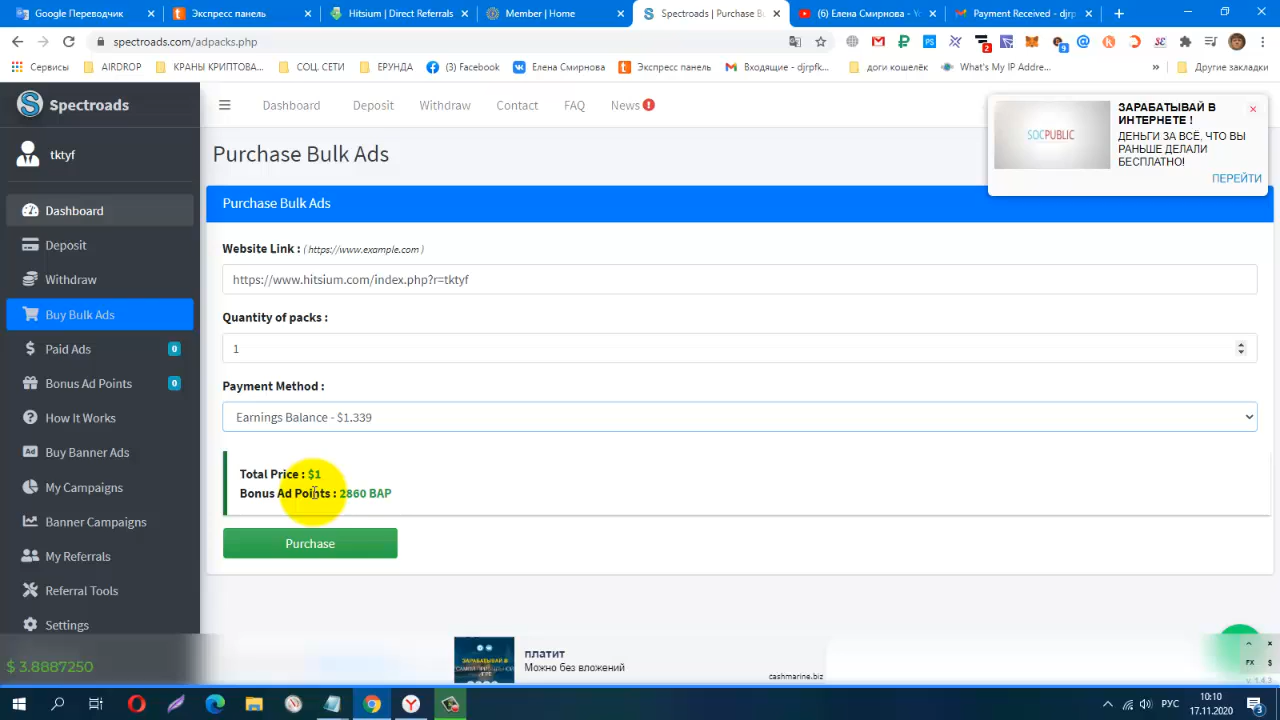 Google Переводчик
Экспресс панель
Hitsium | Direct Referrals
Member | Home
Spectroads | Purchase Bu
(6) Елена Смирнова - Yo
Payment Received - djrp
spectroads.com/adpacks.php
Сервисы
AIRDROP
КРАНЫ КРИПТОВА...
СОЦ. СЕТИ
ЕРУНДА
(3) Facebook
Елена Смирнова
Экспресс панель
Входящие - djrpfk...
доги кошелёк
What's My IP Addre...
Другие закладки
Spectroads
Dashboard
Deposit
Withdraw
Contact
FAQ
News
ЗАРАБАТЫВАЙ В
ИНТЕРНЕТЕ !
ДЕНЬГИ ЗА ВСЁ, ЧТО ВЫ
РАНЬШЕ ДЕЛАЛИ
БЕСПЛАТНО!
ПЕРЕЙТИ
SOCPUBLIC
tktyf
Purchase Bulk Ads
Purchase Bulk Ads
Dashboard
Deposit
Withdraw
Buy Bulk Ads
Paid Ads 0
Bonus Ad Points 0
How It Works
Buy Banner Ads
My Campaigns
Banner Campaigns
My Referrals
Referral Tools
Settings
Website Link : ( https://www.example.com )
https://www.hitsium.com/index.php?r=tktyf
Quantity of packs :
1
Payment Method :
Earnings Balance - $1.339
Total Price : $1
Bonus Ad Points : 2860 BAP
Purchase
$ 3.8887250
платит
Можно без вложений
cashmarine.biz
FX $
v. 1.6.3
РУС
10:10
17.11.2020
3